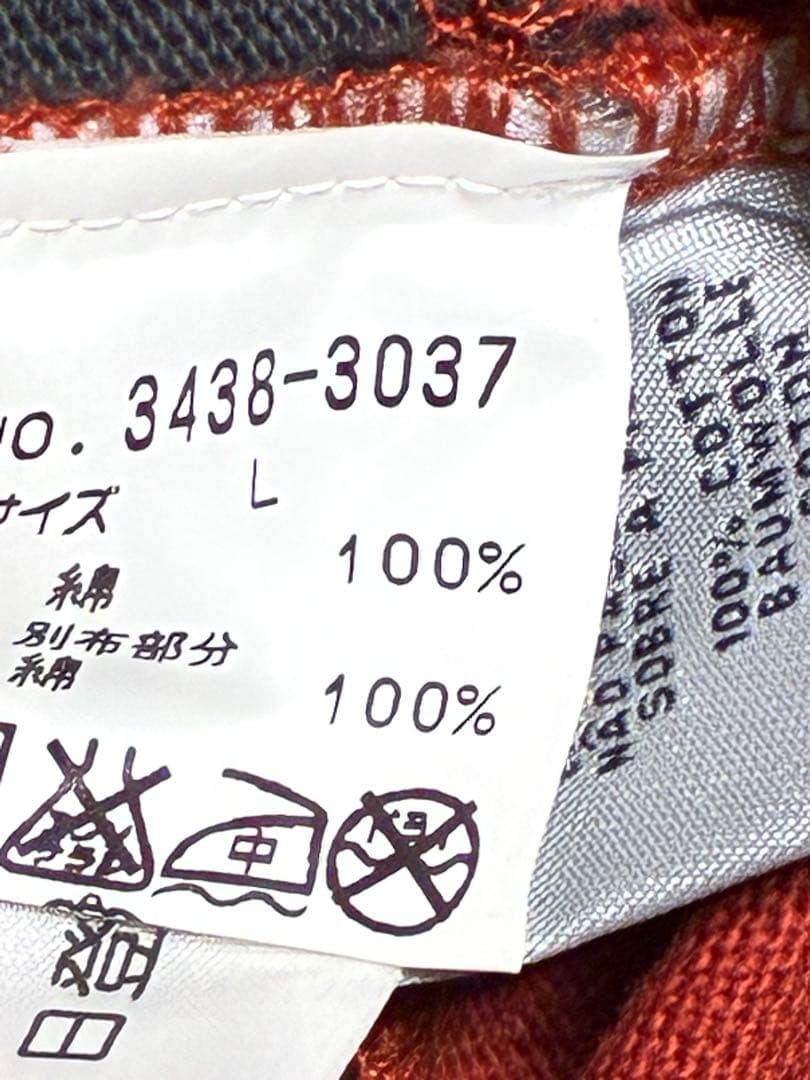 No. 3438-3037
サイズ L
綿 100%
別布部分
綿 100%
中
SOBRE A P
100% COTTON
BAUMWOLLE